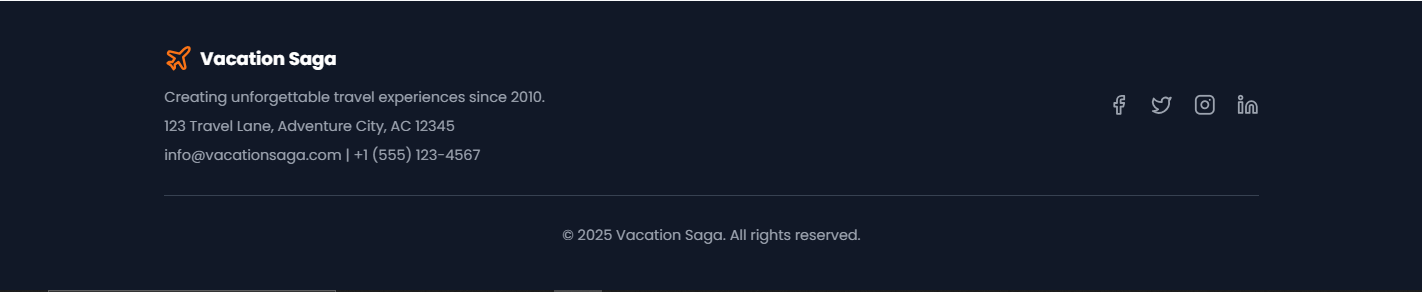 Vacation Saga
Creating unforgettable travel experiences since 2010.
123 Travel Lane, Adventure City, AC 12345
info@vacationsaga.com | +1 (555) 123-4567
© 2025 Vacation Saga. All rights reserved.